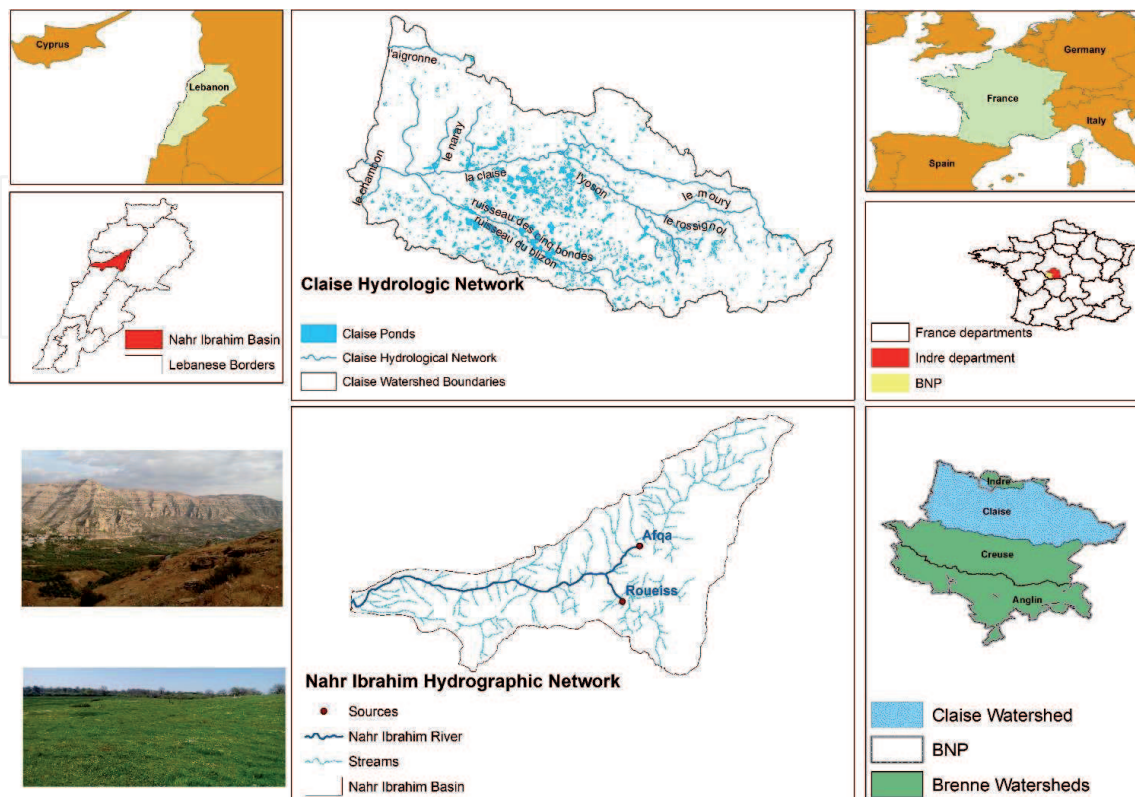 Cyprus
Lebanon
Nahr Ibrahim Basin
Lebanese Borders
l'aigronne
le naray
le chambon
la claise
l'yoson
le moury
le rossignol
ruisseau des cinq bondes
ruisseau du blizon
Claise Hydrologic Network
Claise Ponds
Claise Hydrological Network
Claise Watershed Boundaries
Germany
France
Italy
Spain
France departments
Indre department
BNP
Afqa
Roueiss
Nahr Ibrahim Hydrographic Network
Sources
Nahr Ibrahim River
Streams
Nahr Ibrahim Basin
Indre
Claise
Creuse
Anglin
Claise Watershed
BNP
Brenne Watersheds